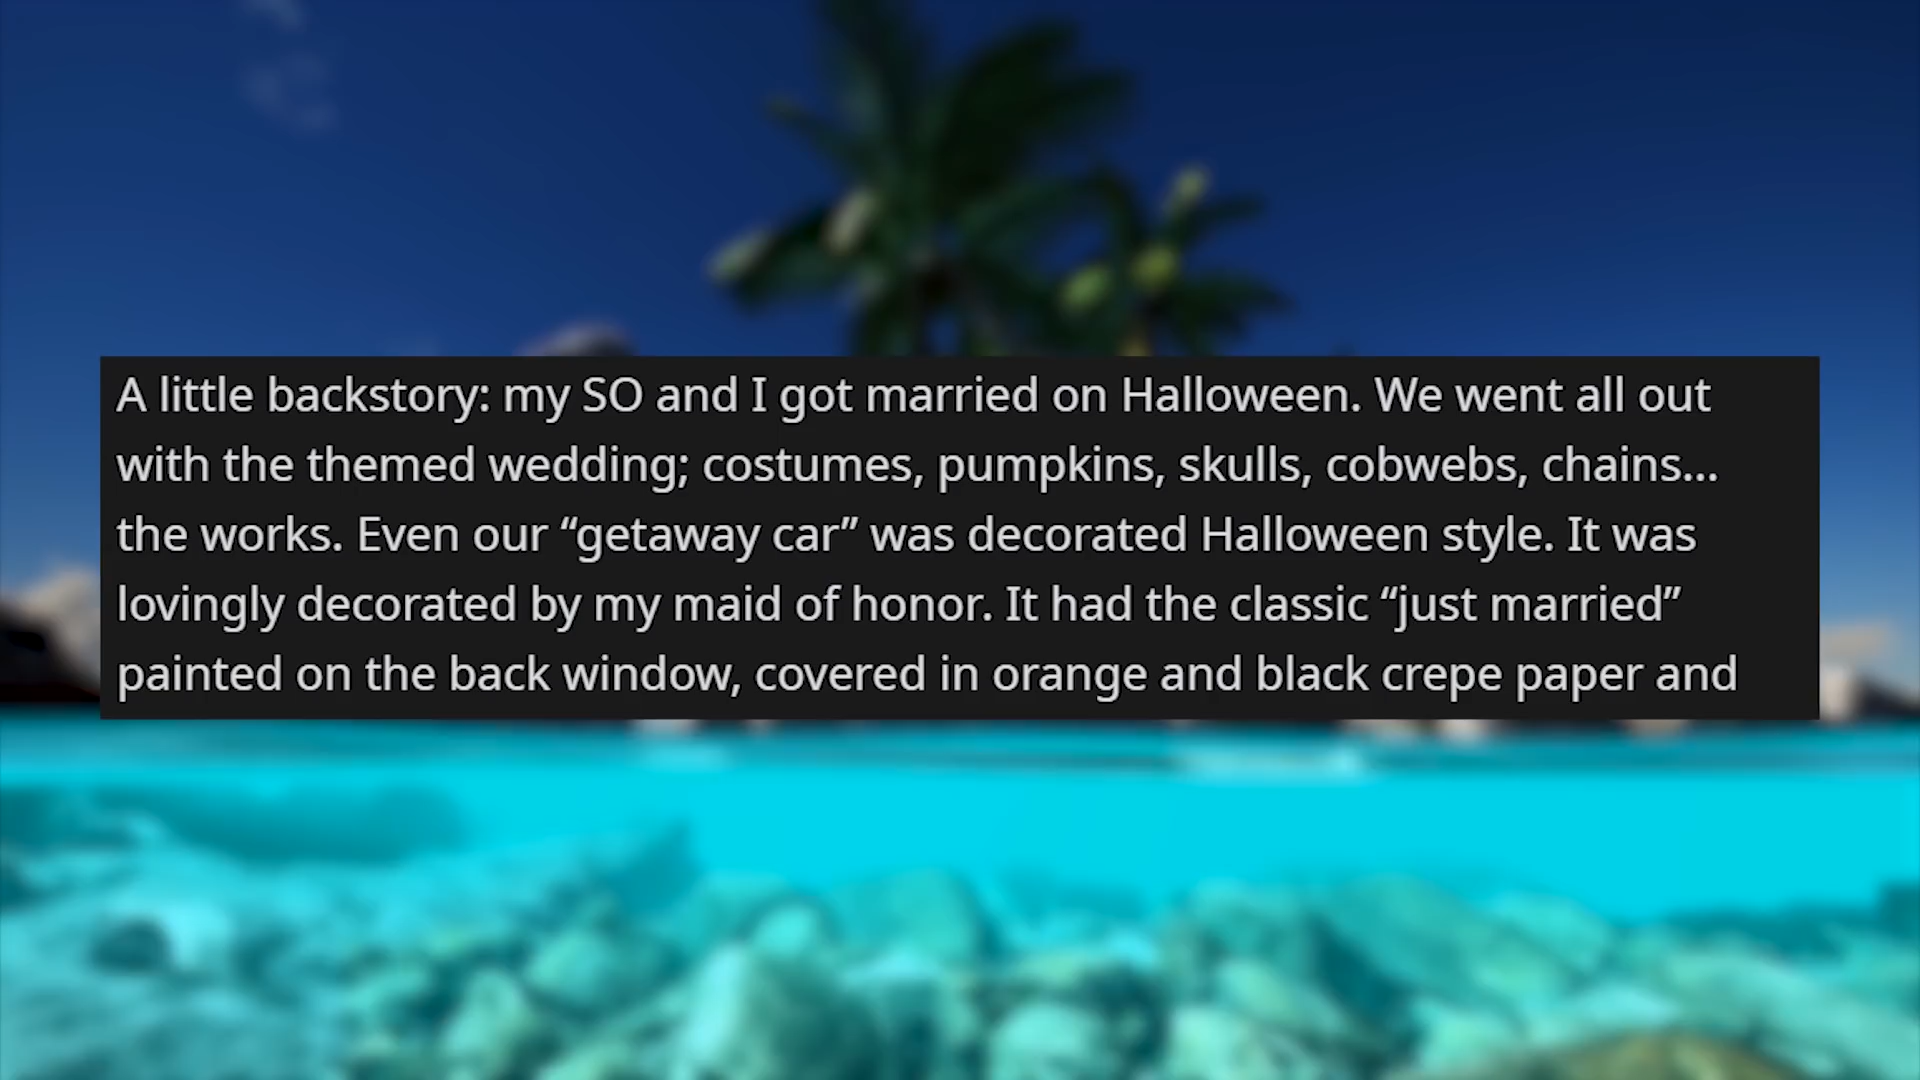 A little backstory: my SO and I got married on Halloween. We went all out
with the themed wedding; costumes, pumpkins, skulls, cobwebs, chains...
the works. Even our “getaway car” was decorated Halloween style. It was
lovingly decorated by my maid of honor. It had the classic “just married”
painted on the back window, covered in orange and black crepe paper and